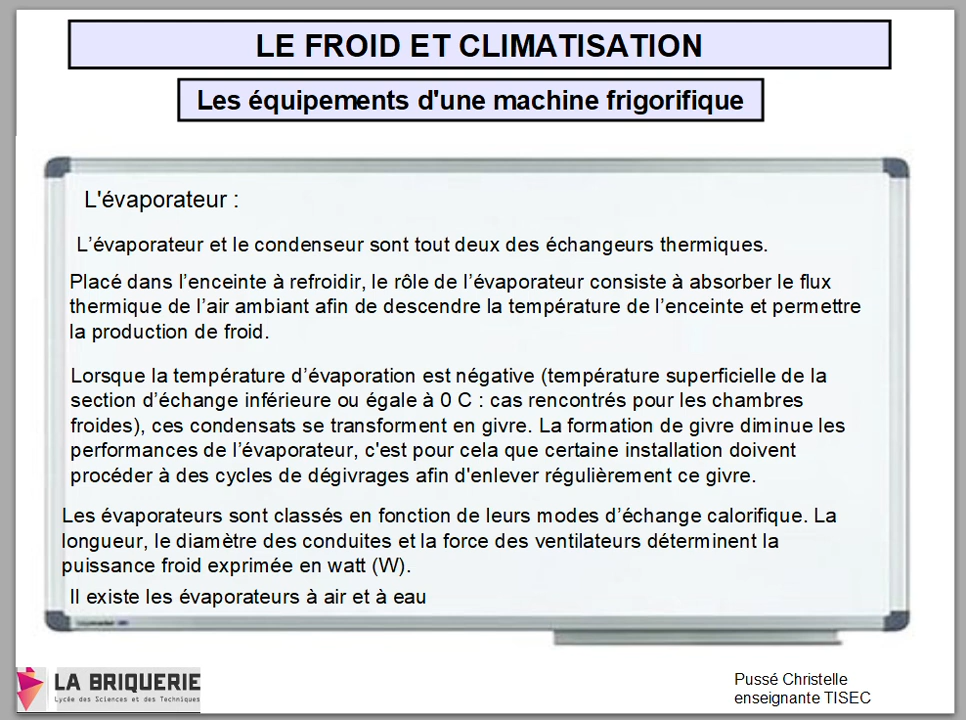 LE FROID ET CLIMATISATION
Les équipements d'une machine frigorifique
L'évaporateur :
L’évaporateur et le condenseur sont tout deux des échangeurs thermiques.
Placé dans l’enceinte à refroidir, le rôle de l’évaporateur consiste à absorber le flux
thermique de l’air ambiant afin de descendre la température de l’enceinte et permettre
la production de froid.
Lorsque la température d’évaporation est négative (température superficielle de la
section d’échange inférieure ou égale à 0 C : cas rencontrés pour les chambres
froides), ces condensats se transforment en givre. La formation de givre diminue les
performances de l’évaporateur, c'est pour cela que certaine installation doivent
procéder à des cycles de dégivrages afin d'enlever régulièrement ce givre.
Les évaporateurs sont classés en fonction de leurs modes d’échange calorifique. La
longueur, le diamètre des conduites et la force des ventilateurs déterminent la
puissance froid exprimée en watt (W).
Il existe les évaporateurs à air et à eau
LA BRIQUERIE
Lycée des Sciences et des Techniques
Pussé Christelle
enseignante TISEC